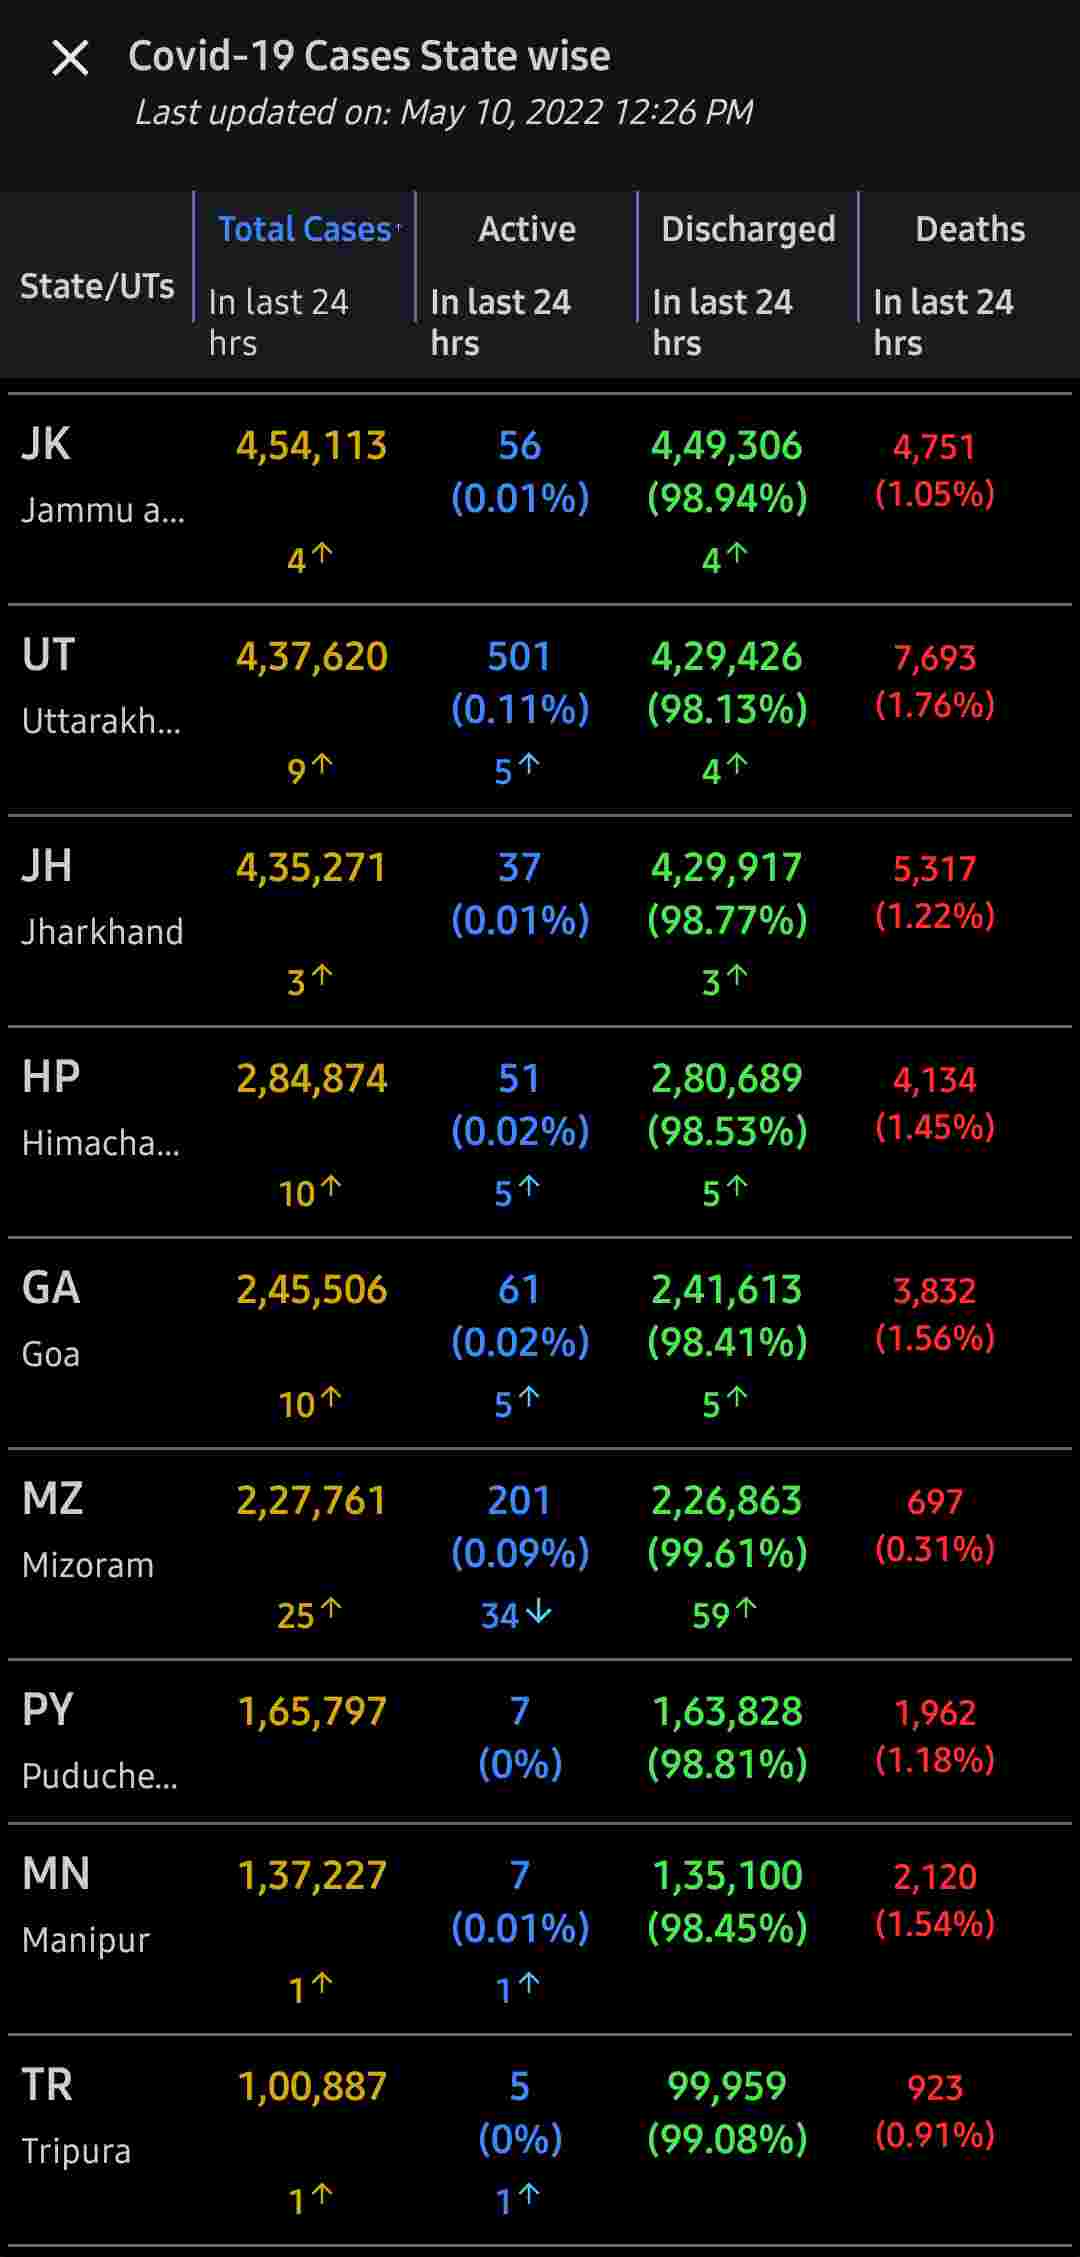 Covid-19 Cases State wise
Last updated on: May 10, 2022 12:26 PM
State/UTs
Total Cases↑
In last 24
hrs
Active
In last 24
hrs
Discharged
In last 24
hrs
Deaths
In last 24
hrs
JK 4,54,113 56 4,49,306 4,751
(0.01%) (98.94%) (1.05%)
Jammu a...
4↑ 4↑
UT 4,37,620 501 4,29,426 7,693
(0.11%) (98.13%) (1.76%)
Uttarakh...
9↑ 5↑ 4↑
JH 4,35,271 37 4,29,917 5,317
(0.01%) (98.77%) (1.22%)
Jharkhand
3↑ 3↑
HP 2,84,874 51 2,80,689 4,134
(0.02%) (98.53%) (1.45%)
Himacha...
10↑ 5↑ 5↑
GA 2,45,506 61 2,41,613 3,832
(0.02%) (98.41%) (1.56%)
Goa
10↑ 5↑ 5↑
MZ 2,27,761 201 2,26,863 697
(0.09%) (99.61%) (0.31%)
Mizoram
25↑ 34↓ 59↑
PY 1,65,797 7 1,63,828 1,962
(0%) (98.81%) (1.18%)
Puduche...
MN 1,37,227 7 1,35,100 2,120
(0.01%) (98.45%) (1.54%)
Manipur
1↑ 1↑
TR 1,00,887 5 99,959 923
(0%) (99.08%) (0.91%)
Tripura
1↑ 1↑